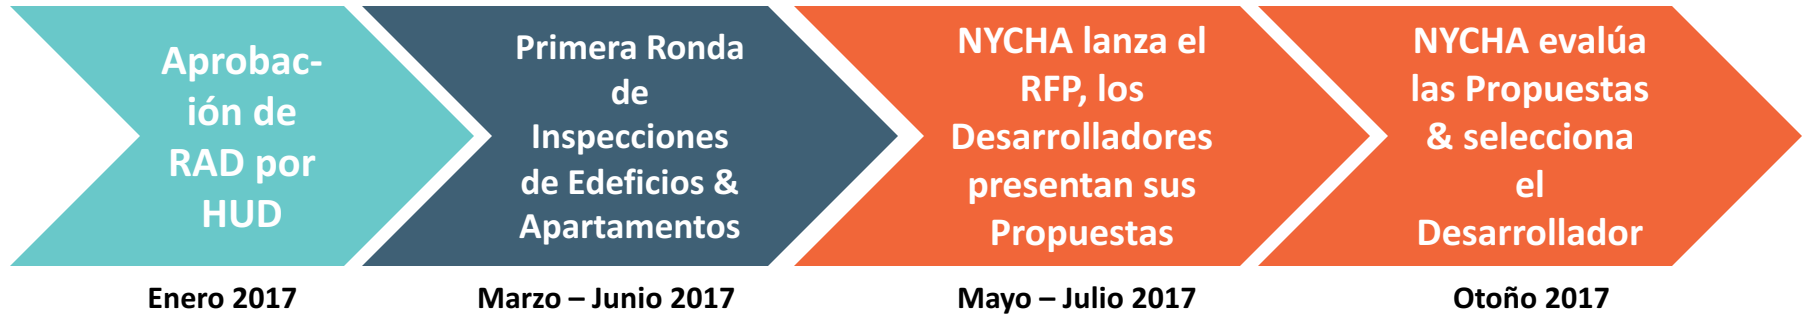 Aprobac-
ión de
RAD por
HUD
Primera Ronda
de
Inspecciones
de Edeficios &
Apartamentos
NYCHA lanza el
RFP, los
Desarrolladores
presentan sus
Propuestas
NYCHA evalúa
las Propuestas
& selecciona
el
Desarrollador
Enero 2017
Marzo – Junio 2017
Mayo – Julio 2017
Otoño 2017